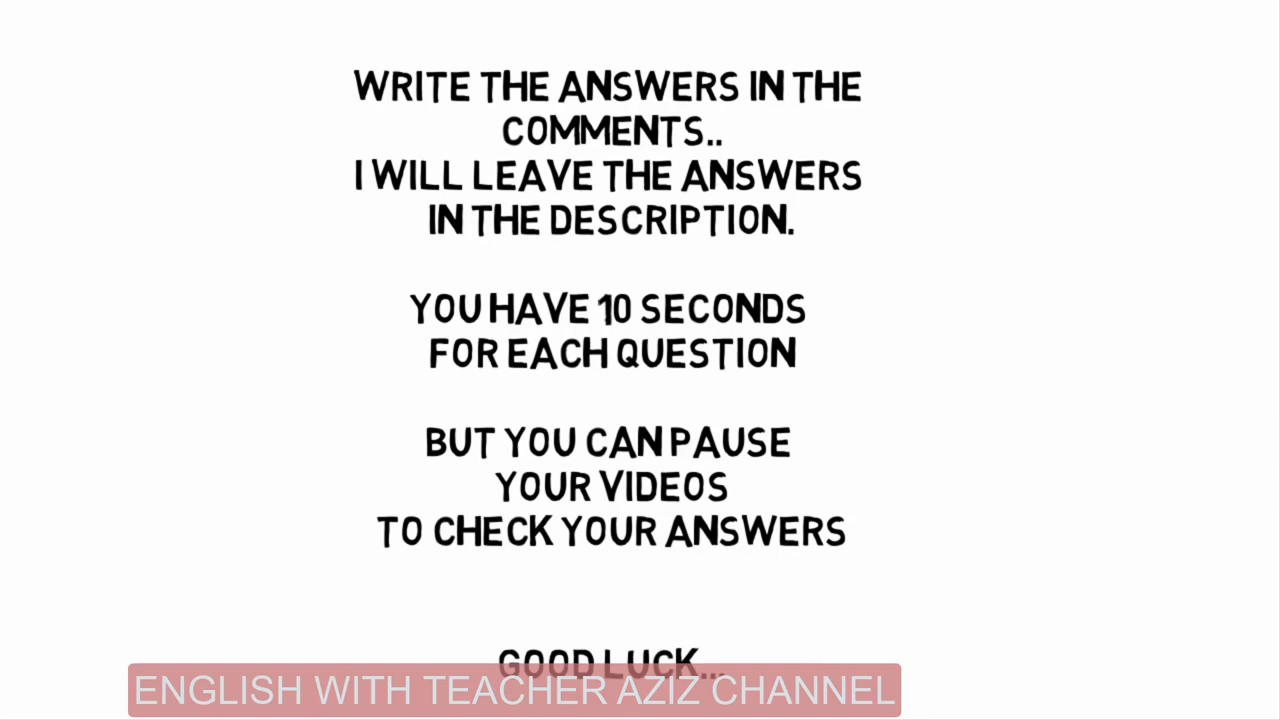 WRITE THE ANSWERS IN THE
COMMENTS..
I WILL LEAVE THE ANSWERS
IN THE DESCRIPTION.
YOU HAVE 10 SECONDS
FOR EACH QUESTION
BUT YOU CAN PAUSE
YOUR VIDEOS
TO CHECK YOUR ANSWERS
GOOD LUCK...
ENGLISH WITH TEACHER AZIZ CHANNEL